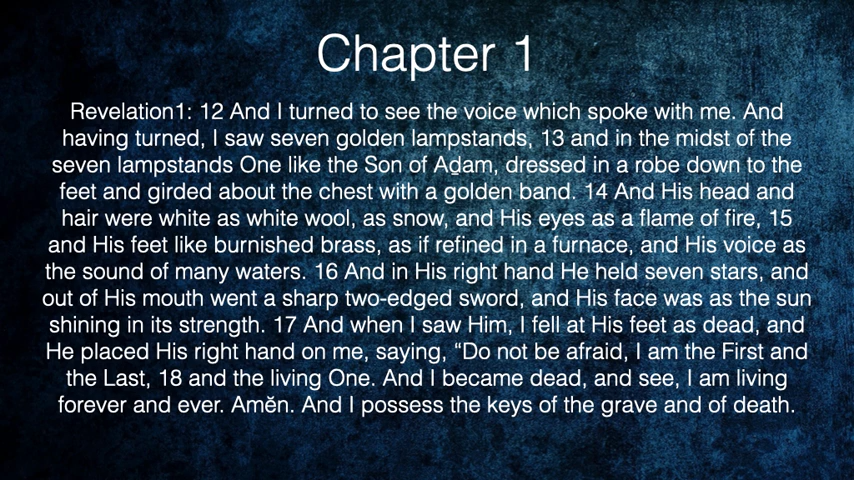 Chapter 1
Revelation1: 12 And I turned to see the voice which spoke with me. And
having turned, I saw seven golden lampstands, 13 and in the midst of the
seven lampstands One like the Son of Aḏam, dressed in a robe down to the
feet and girded about the chest with a golden band. 14 And His head and
hair were white as white wool, as snow, and His eyes as a flame of fire, 15
and His feet like burnished brass, as if refined in a furnace, and His voice as
the sound of many waters. 16 And in His right hand He held seven stars, and
out of His mouth went a sharp two-edged sword, and His face was as the sun
shining in its strength. 17 And when I saw Him, I fell at His feet as dead, and
He placed His right hand on me, saying, “Do not be afraid, I am the First and
the Last, 18 and the living One. And I became dead, and see, I am living
forever and ever. Amĕn. And I possess the keys of the grave and of death.